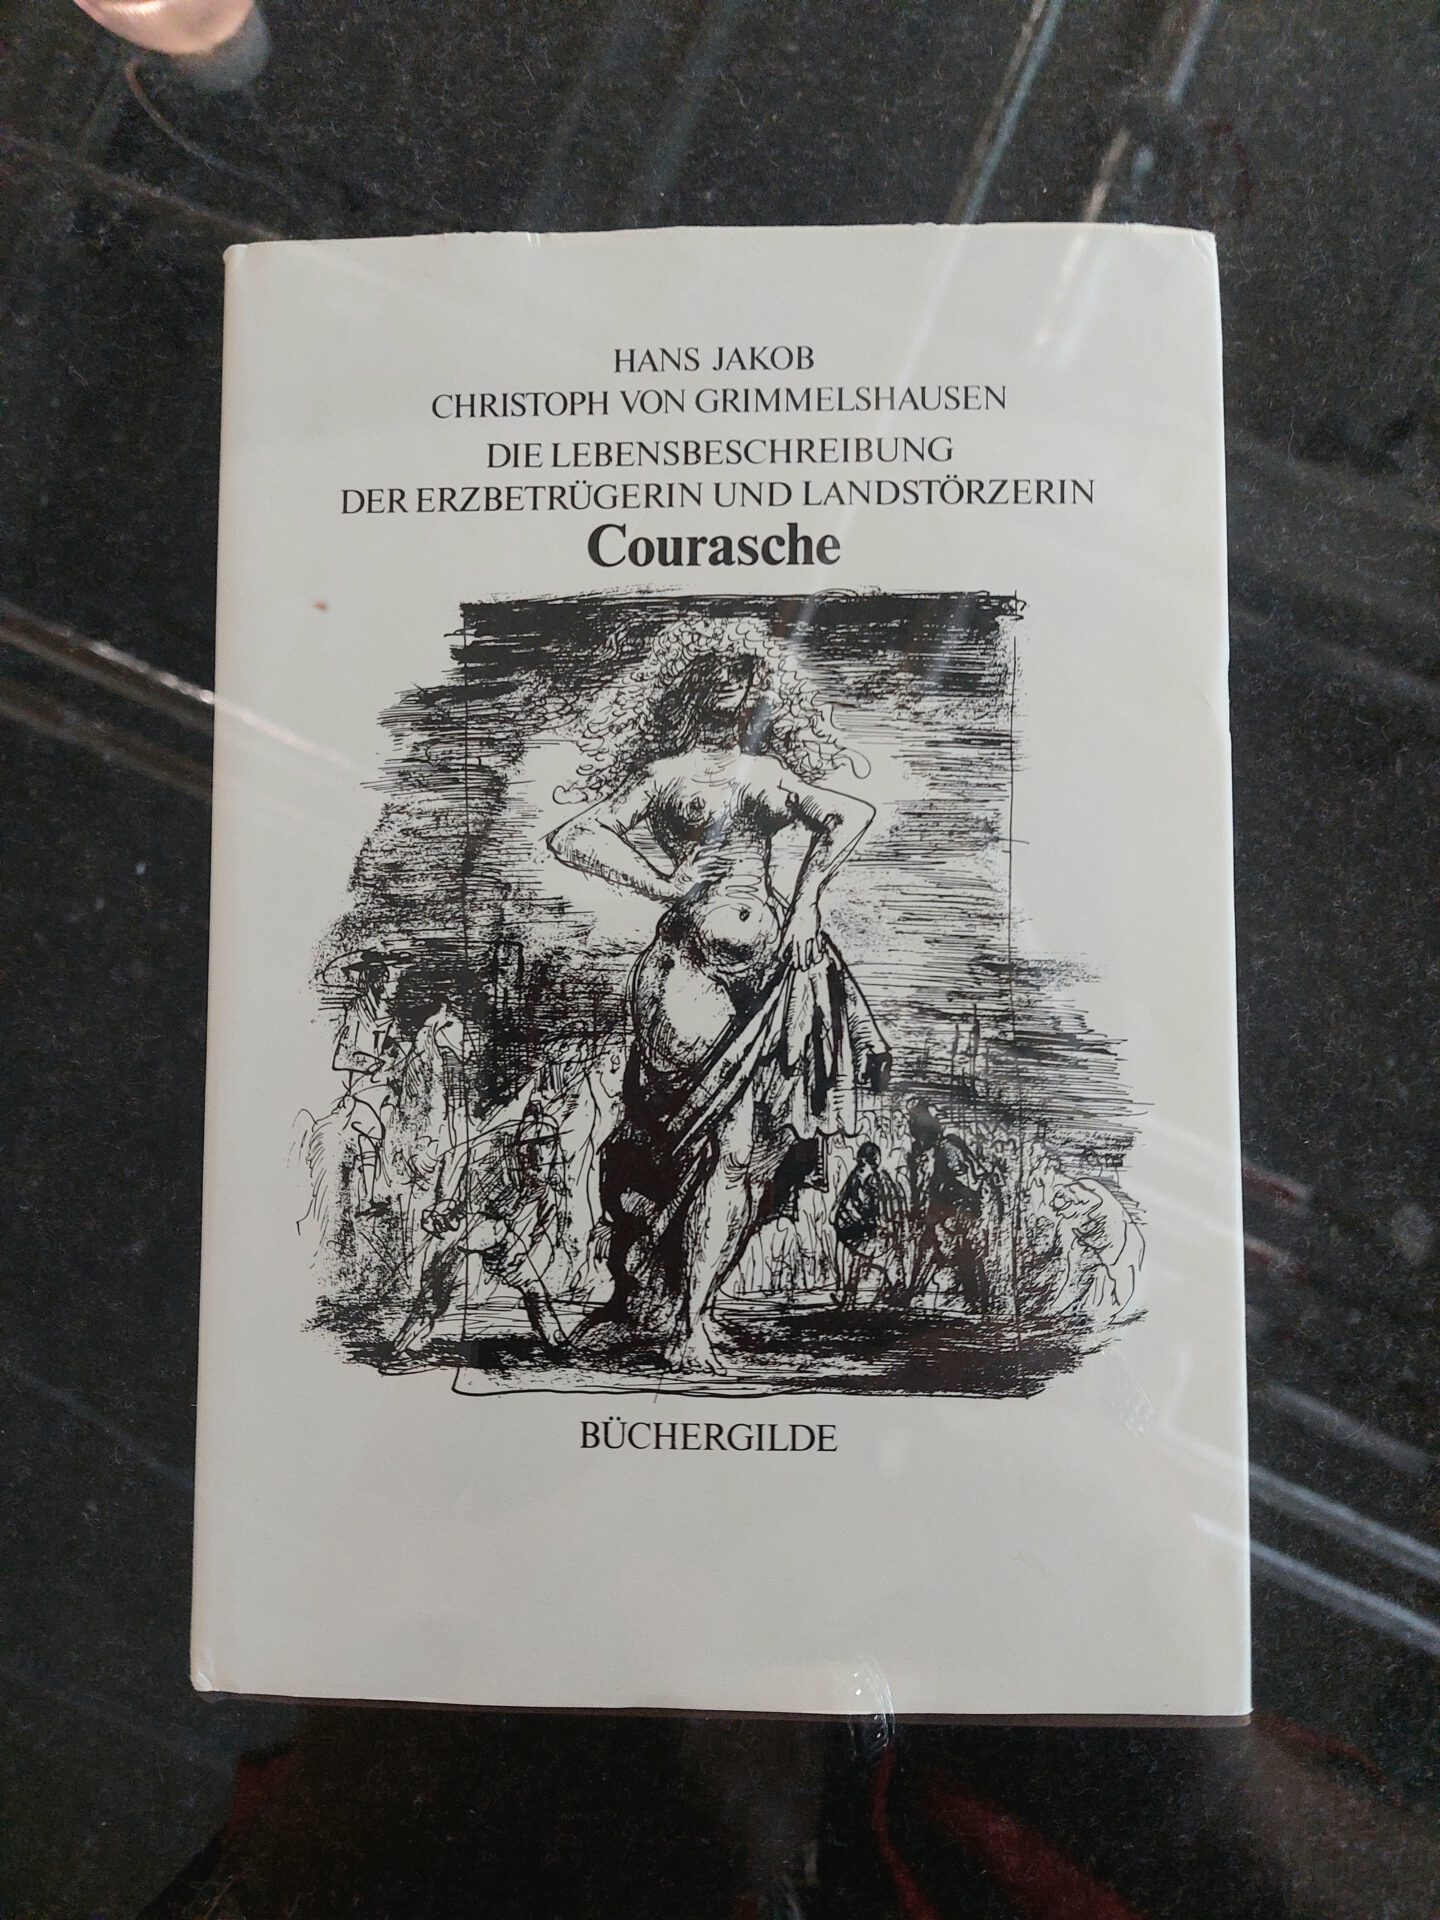 HANS JAKOB
CHRISTOPH VON GRIMMELSHAUSEN
DIE LEBENSBESCHREIBUNG
DER ERZBETRÜGERIN UND LANDSTÖRZERIN
Courasche
BÜCHERGILDE